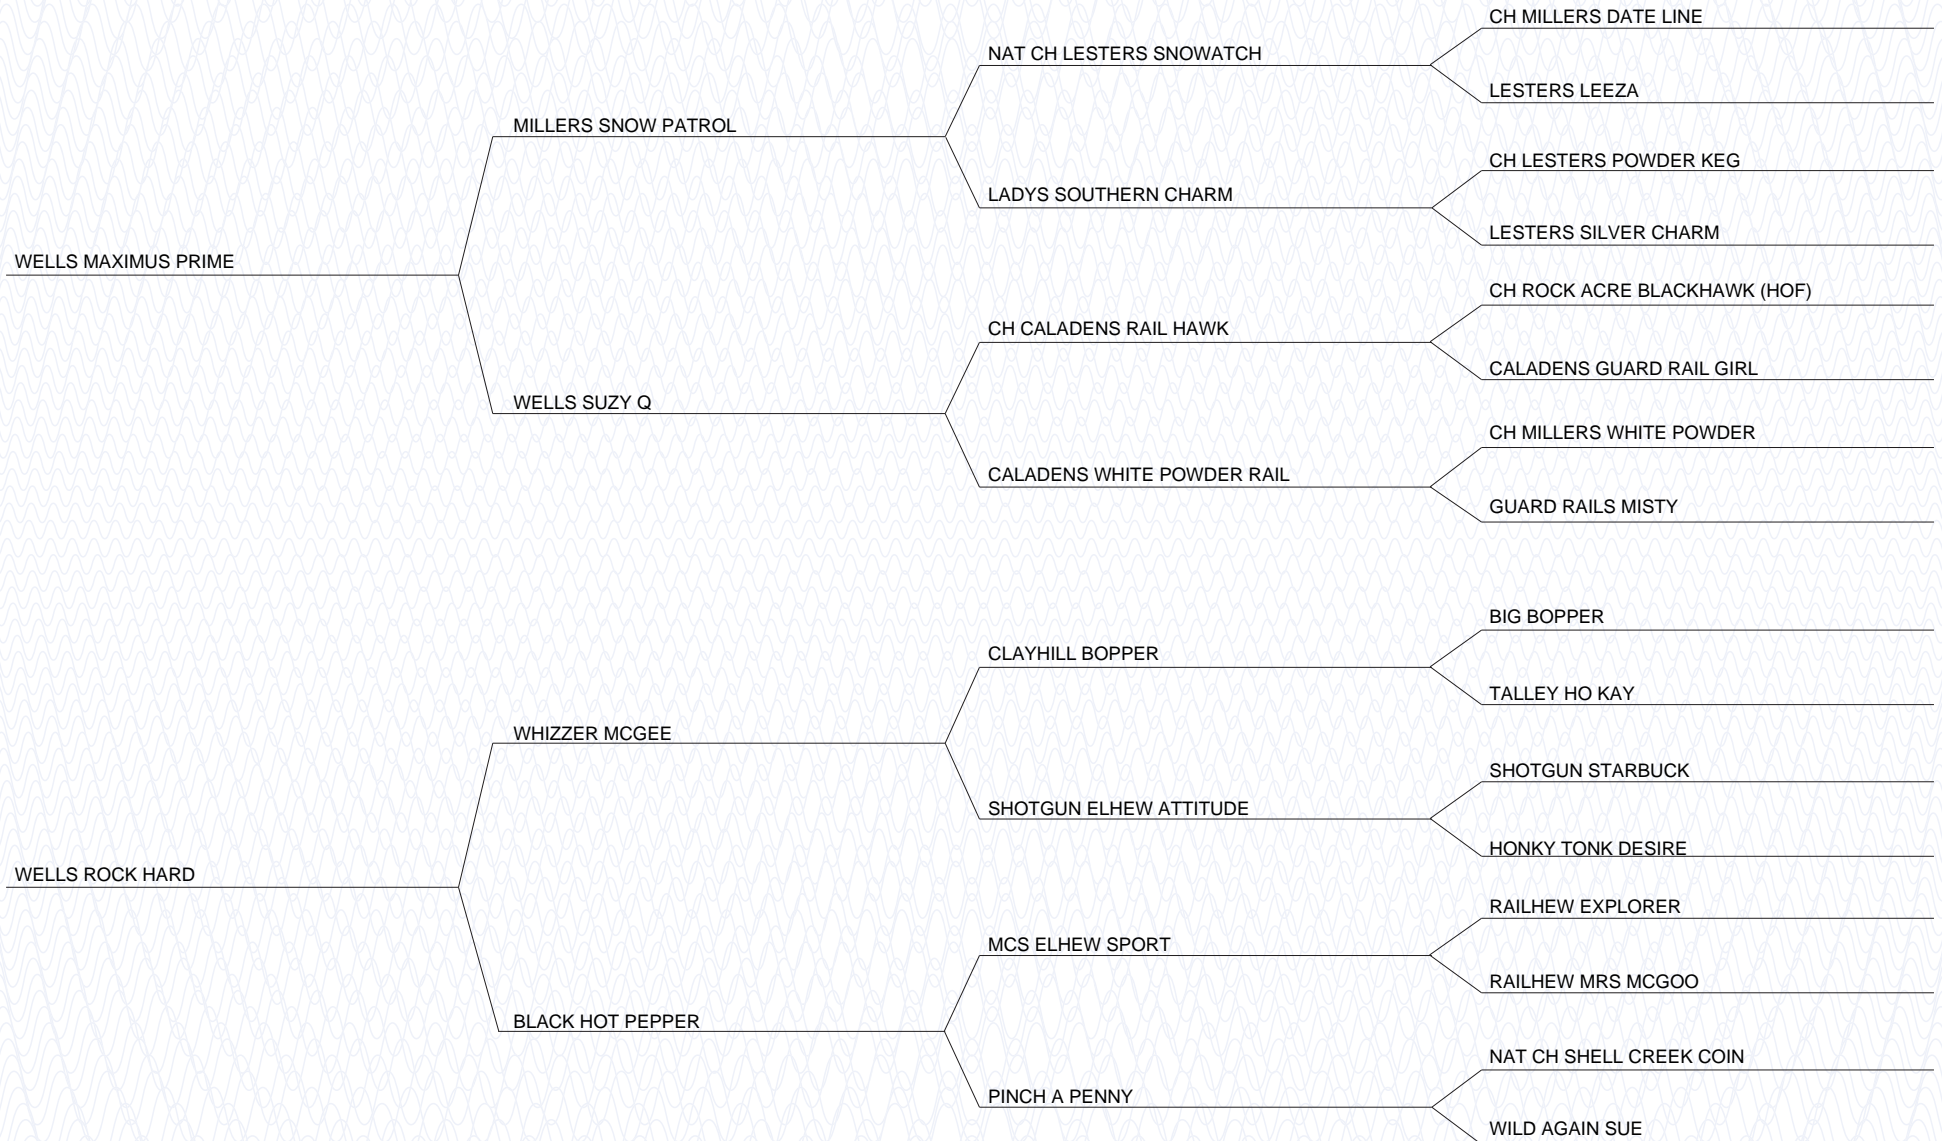 CH MILLERS DATE LINE
NAT CH LESTERS SNOWATCH
LESTERS LEEZA
MILLERS SNOW PATROL
CH LESTERS POWDER KEG
LADYS SOUTHERN CHARM
LESTERS SILVER CHARM
WELLS MAXIMUS PRIME
CH ROCK ACRE BLACKHAWK (HOF)
CH CALADENS RAIL HAWK
CALADENS GUARD RAIL GIRL
WELLS SUZY Q
CH MILLERS WHITE POWDER
CALADENS WHITE POWDER RAIL
GUARD RAILS MISTY
BIG BOPPER
CLAYHILL BOPPER
TALLEY HO KAY
WHIZZER MCGEE
SHOTGUN STARBUCK
SHOTGUN ELHEW ATTITUDE
HONKY TONK DESIRE
WELLS ROCK HARD
RAILHEW EXPLORER
MCS ELHEW SPORT
RAILHEW MRS MCGOO
BLACK HOT PEPPER
NAT CH SHELL CREEK COIN
PINCH A PENNY
WILD AGAIN SUE